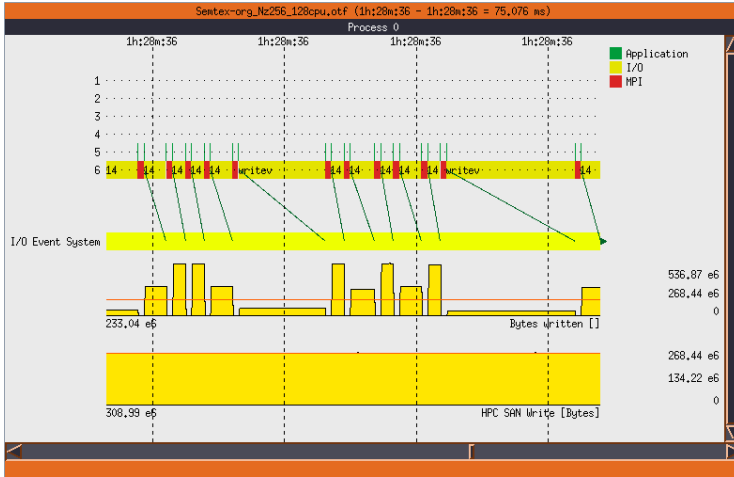 Semtex-org_Nz256_128cpu.otf (1h:28m:36 - 1h:28m:36 = 75.076 ms)
Process 0
1h:28m:36 1h:28m:36 1h:28m:36 1h:28m:36
Application
I/O
MPI
1
2
3
4
5
6 14 14 14 14 14 writev 14 14 14 14 14 writev 14
I/O Event System
536.87 e6
268.44 e6
0
233.04 e6 Bytes written []
268.44 e6
134.22 e6
0
308.99 e6 HPC SAN Write [Bytes]